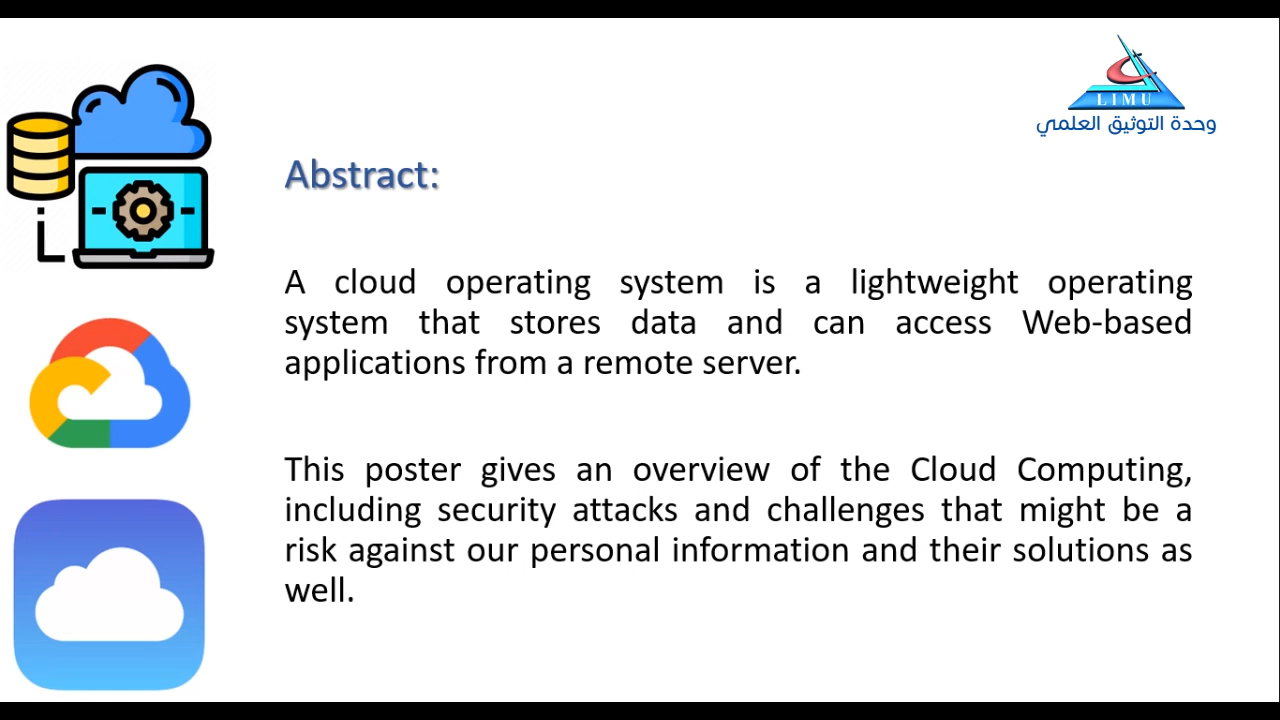 LIMU
وحدة التوثيق العلمي
Abstract:
A cloud operating system is a lightweight operating
system that stores data and can access Web-based
applications from a remote server.
This poster gives an overview of the Cloud Computing,
including security attacks and challenges that might be a
risk against our personal information and their solutions as
well.